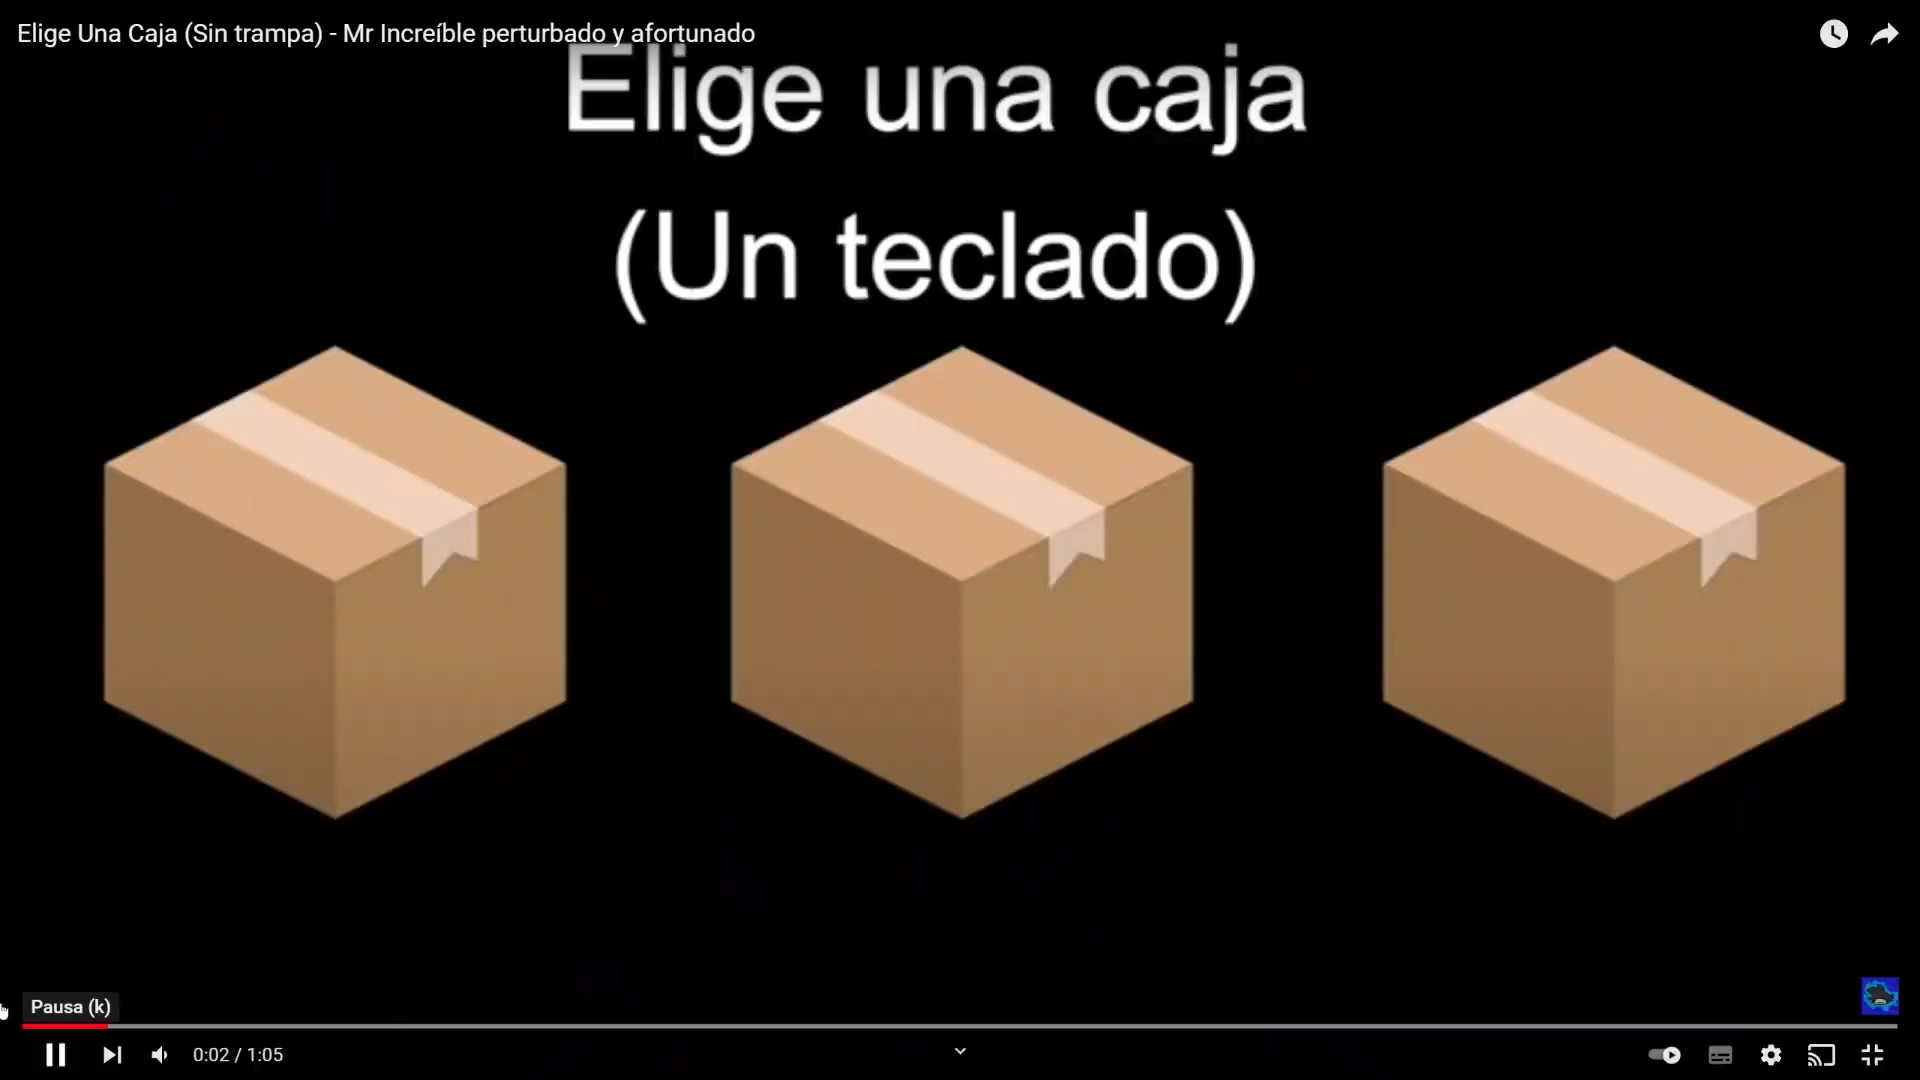 Elige Una Caja (Sin trampa) - Mr Increíble perturbado y afortunado
Elige una caja
(Un teclado)
Pausa (k)
0:02 / 1:05